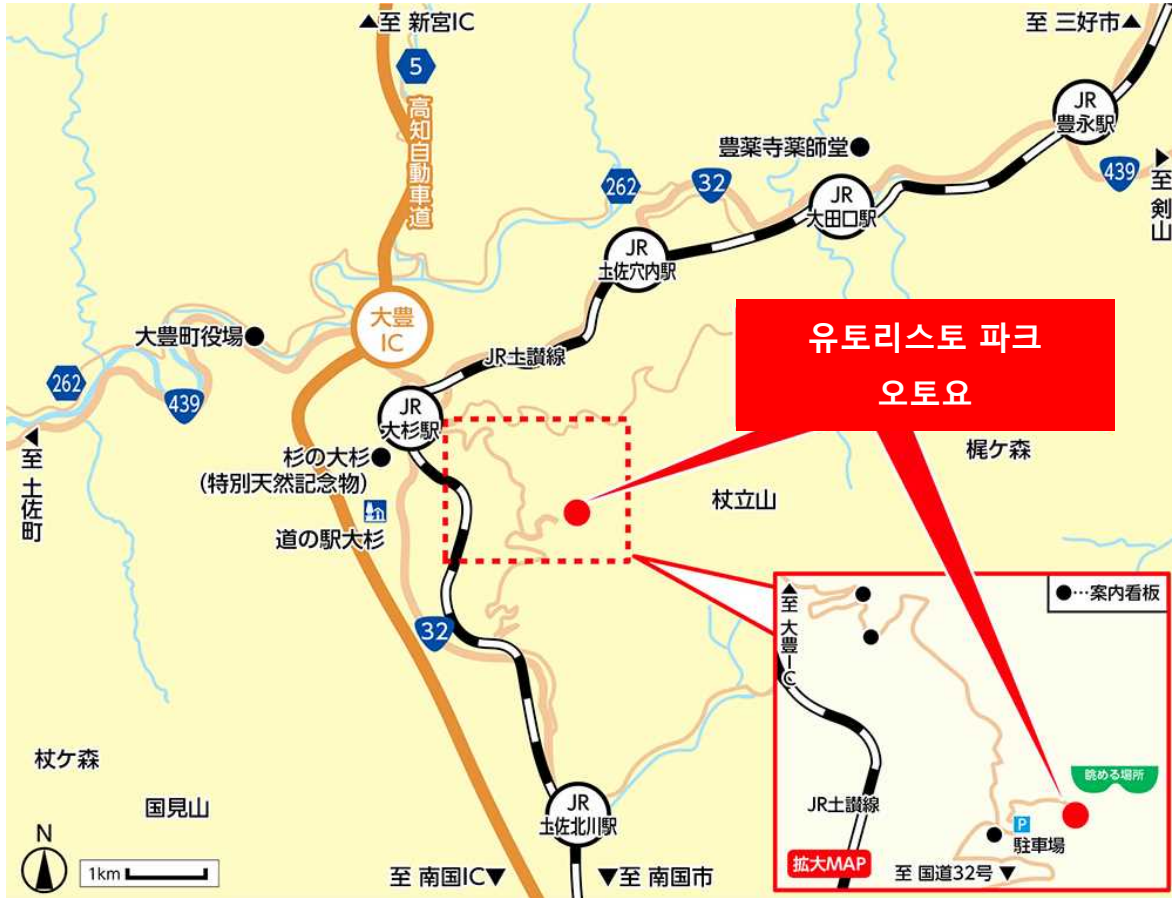 ▲至 新宮IC
至 三好市▲
5
高知自動車道
JR
豊永駅
豊薬寺薬師堂●
439
▲至 剣山
262
32
JR
大田口駅
JR
土佐穴内駅
大豊
IC
大豊町役場●
유토리스토 파크
오토요
JR土讃線
262
439
JR
大杉駅
▲至 土佐町
杉の大杉●
(特別天然記念物)
梶ケ森
杖立山
道の駅大杉
32
●…案内看板
▲至 大豊IC
眺める場所
杖ケ森
国見山
JR
土佐北川駅
JR土讃線
P
駐車場
拡大MAP
至 国道32号 ▼
N
1km
至 南国IC▼
▼至 南国市